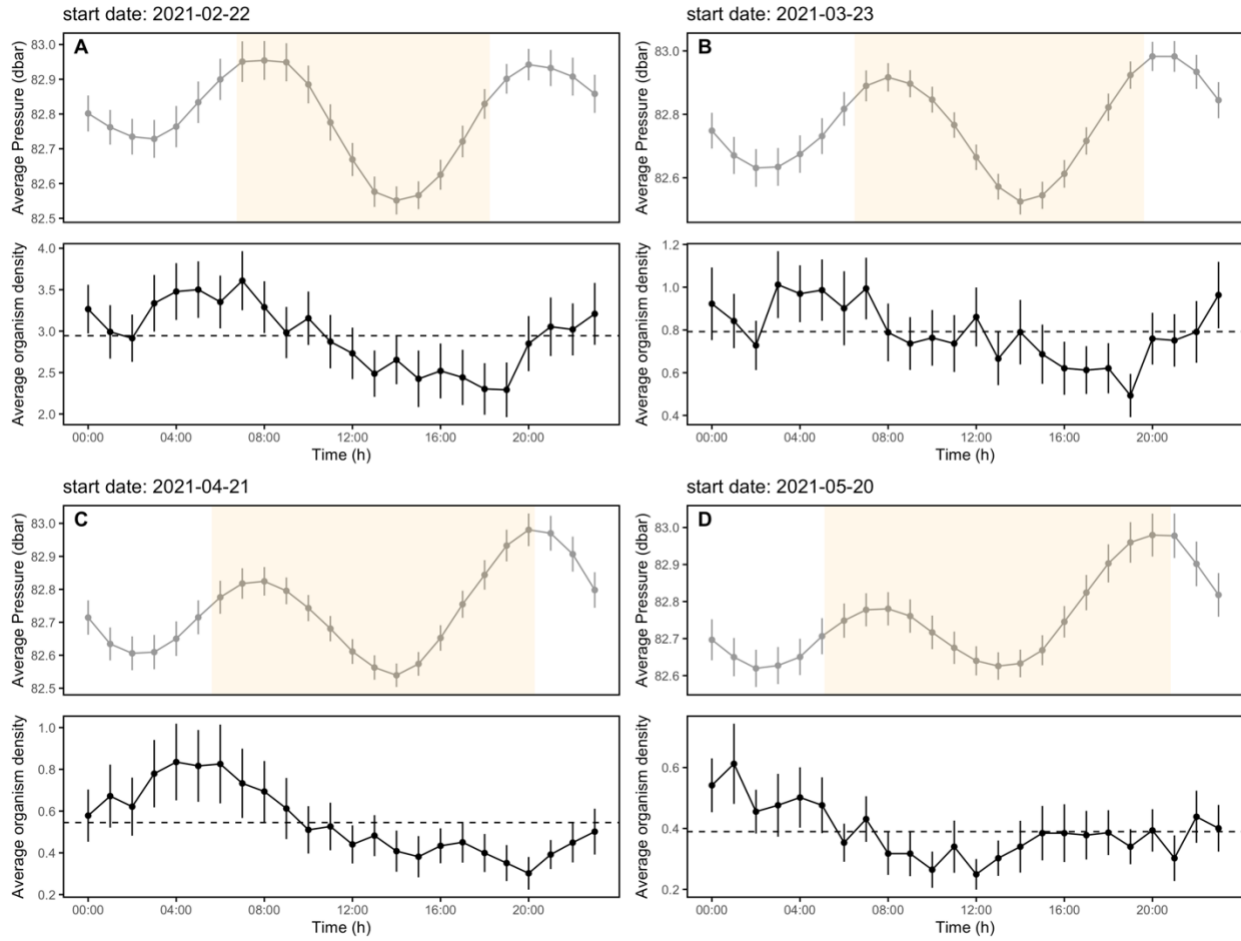 start date: 2021-02-22
A
Average Pressure (dbar)
83.0
82.9
82.8
82.7
82.6
82.5
Average organism density
4.0
3.5
3.0
2.5
2.0
00:00 04:00 08:00 12:00 16:00 20:00
Time (h)
start date: 2021-03-23
B
Average Pressure (dbar)
83.0
82.8
82.6
Average organism density
1.2
1.0
0.8
0.6
0.4
00:00 04:00 08:00 12:00 16:00 20:00
Time (h)
start date: 2021-04-21
C
Average Pressure (dbar)
83.0
82.9
82.8
82.7
82.6
82.5
Average organism density
1.0
0.8
0.6
0.4
0.2
00:00 04:00 08:00 12:00 16:00 20:00
Time (h)
start date: 2021-05-20
D
Average Pressure (dbar)
83.0
82.9
82.8
82.7
82.6
Average organism density
0.6
0.4
0.2
00:00 04:00 08:00 12:00 16:00 20:00
Time (h)